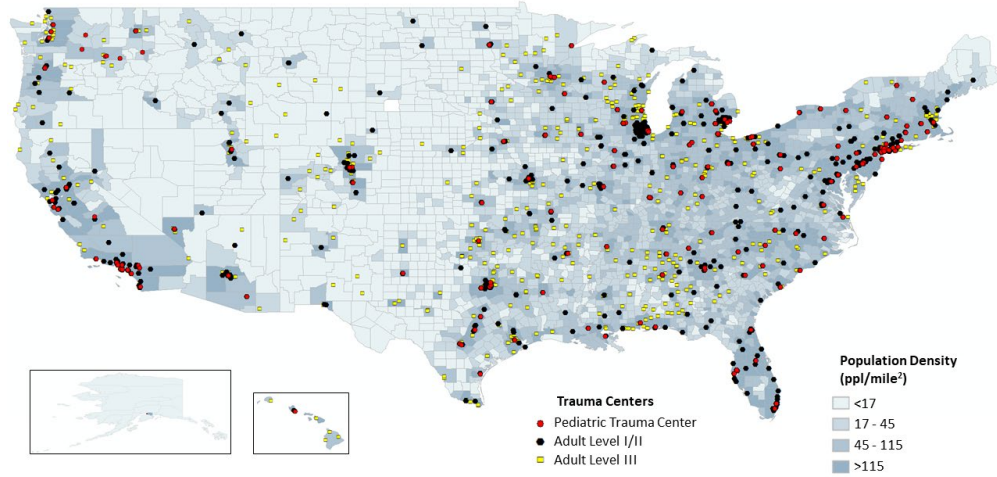 Trauma Centers
Pediatric Trauma Center
Adult Level I/II
Adult Level III
Population Density
(ppl/mile²)
<17
17 - 45
45 - 115
>115